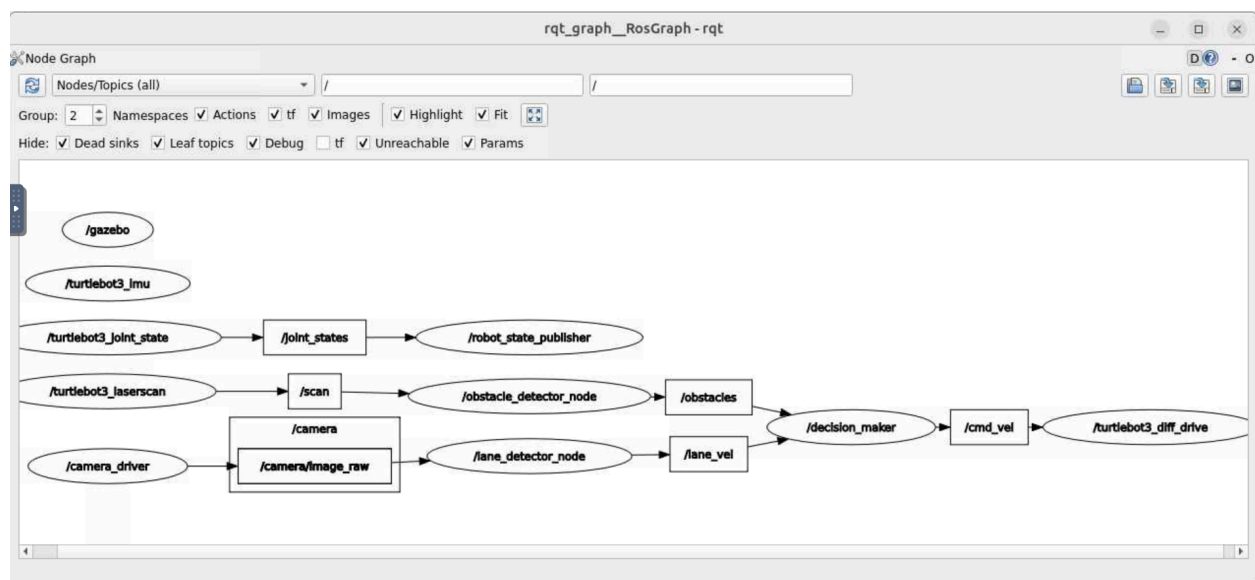 rqt_graph__RosGraph - rqt
Node Graph
D - O
Nodes/Topics (all) / /
Group: 2 Namespaces Actions tf Images Highlight Fit
Hide: Dead sinks Leaf topics Debug tf Unreachable Params
/gazebo
/turtlebot3_imu
/turtlebot3_joint_state /joint_states /robot_state_publisher
/turtlebot3_laserscan /scan /obstacle_detector_node /obstacles
/camera /decision_maker /cmd_vel /turtlebot3_diff_drive
/camera_driver /camera/image_raw /lane_detector_node /lane_vel